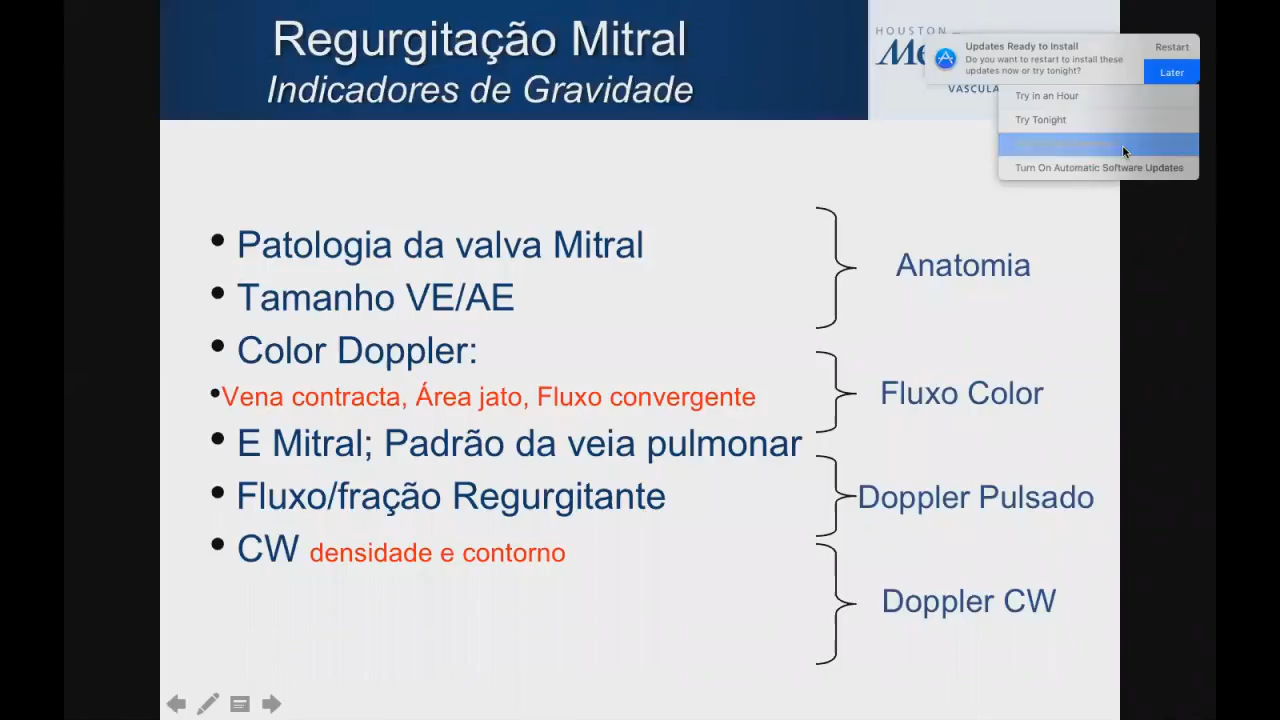 Regurgitação Mitral
Indicadores de Gravidade
HOUSTON
Me
VASCULA
Updates Ready to Install
Do you want to restart to install these
updates now or try tonight?
Restart
Later
Try in an Hour
Try Tonight
Turn On Automatic Software Updates
• Patologia da valva Mitral
• Tamanho VE/AE
Anatomia
• Color Doppler:
•Vena contracta, Área jato, Fluxo convergente
Fluxo Color
• E Mitral; Padrão da veia pulmonar
• Fluxo/fração Regurgitante
Doppler Pulsado
• CW densidade e contorno
Doppler CW